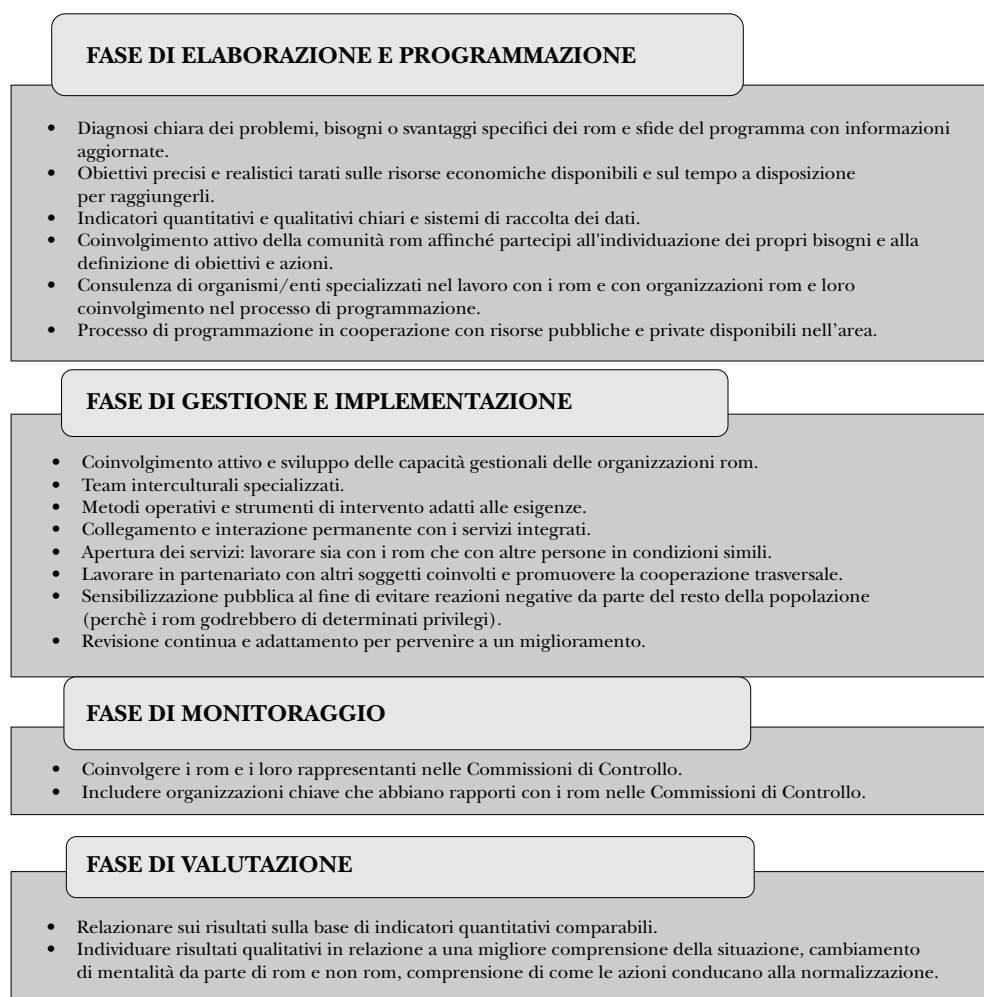 FASE DI ELABORAZIONE E PROGRAMMAZIONE
• Diagnosi chiara dei problemi, bisogni o svantaggi specifici dei rom e sfide del programma con informazioni
aggiornate.
• Obiettivi precisi e realistici tarati sulle risorse economiche disponibili e sul tempo a disposizione
per raggiungerli.
• Indicatori quantitativi e qualitativi chiari e sistemi di raccolta dei dati.
• Coinvolgimento attivo della comunità rom affinché partecipi all'individuazione dei propri bisogni e alla
definizione di obiettivi e azioni.
• Consulenza di organismi/enti specializzati nel lavoro con i rom e con organizzazioni rom e loro
coinvolgimento nel processo di programmazione.
• Processo di programmazione in cooperazione con risorse pubbliche e private disponibili nell'area.
FASE DI GESTIONE E IMPLEMENTAZIONE
• Coinvolgimento attivo e sviluppo delle capacità gestionali delle organizzazioni rom.
• Team interculturali specializzati.
• Metodi operativi e strumenti di intervento adatti alle esigenze.
• Collegamento e interazione permanente con i servizi integrati.
• Apertura dei servizi: lavorare sia con i rom che con altre persone in condizioni simili.
• Lavorare in partenariato con altri soggetti coinvolti e promuovere la cooperazione trasversale.
• Sensibilizzazione pubblica al fine di evitare reazioni negative da parte del resto della popolazione
(perchè i rom godrebbero di determinati privilegi).
• Revisione continua e adattamento per pervenire a un miglioramento.
FASE DI MONITORAGGIO
• Coinvolgere i rom e i loro rappresentanti nelle Commissioni di Controllo.
• Includere organizzazioni chiave che abbiano rapporti con i rom nelle Commissioni di Controllo.
FASE DI VALUTAZIONE
• Relazionare sui risultati sulla base di indicatori quantitativi comparabili.
• Individuare risultati qualitativi in relazione a una migliore comprensione della situazione, cambiamento
di mentalità da parte di rom e non rom, comprensione di come le azioni conducano alla normalizzazione.